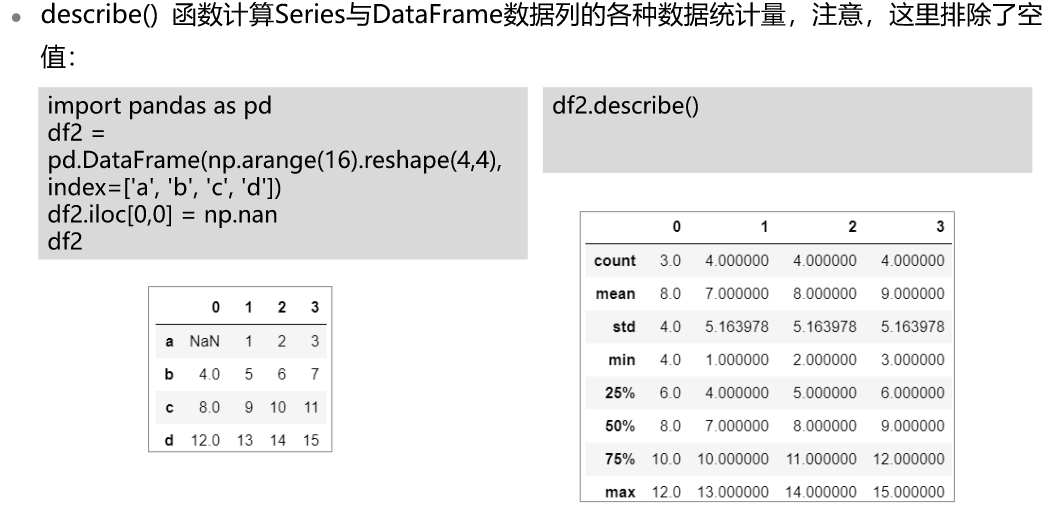 • describe() 函数计算Series与DataFrame数据列的各种数据统计量，注意，这里排除了空
值：
import pandas as pd
df2 =
pd.DataFrame(np.arange(16).reshape(4,4),
index=['a', 'b', 'c', 'd'])
df2.iloc[0,0] = np.nan
df2
0 1 2 3
a NaN 1 2 3
b 4.0 5 6 7
c 8.0 9 10 11
d 12.0 13 14 15
df2.describe()
0 1 2 3
count 3.0 4.000000 4.000000 4.000000
mean 8.0 7.000000 8.000000 9.000000
std 4.0 5.163978 5.163978 5.163978
min 4.0 1.000000 2.000000 3.000000
25% 6.0 4.000000 5.000000 6.000000
50% 8.0 7.000000 8.000000 9.000000
75% 10.0 10.000000 11.000000 12.000000
max 12.0 13.000000 14.000000 15.000000